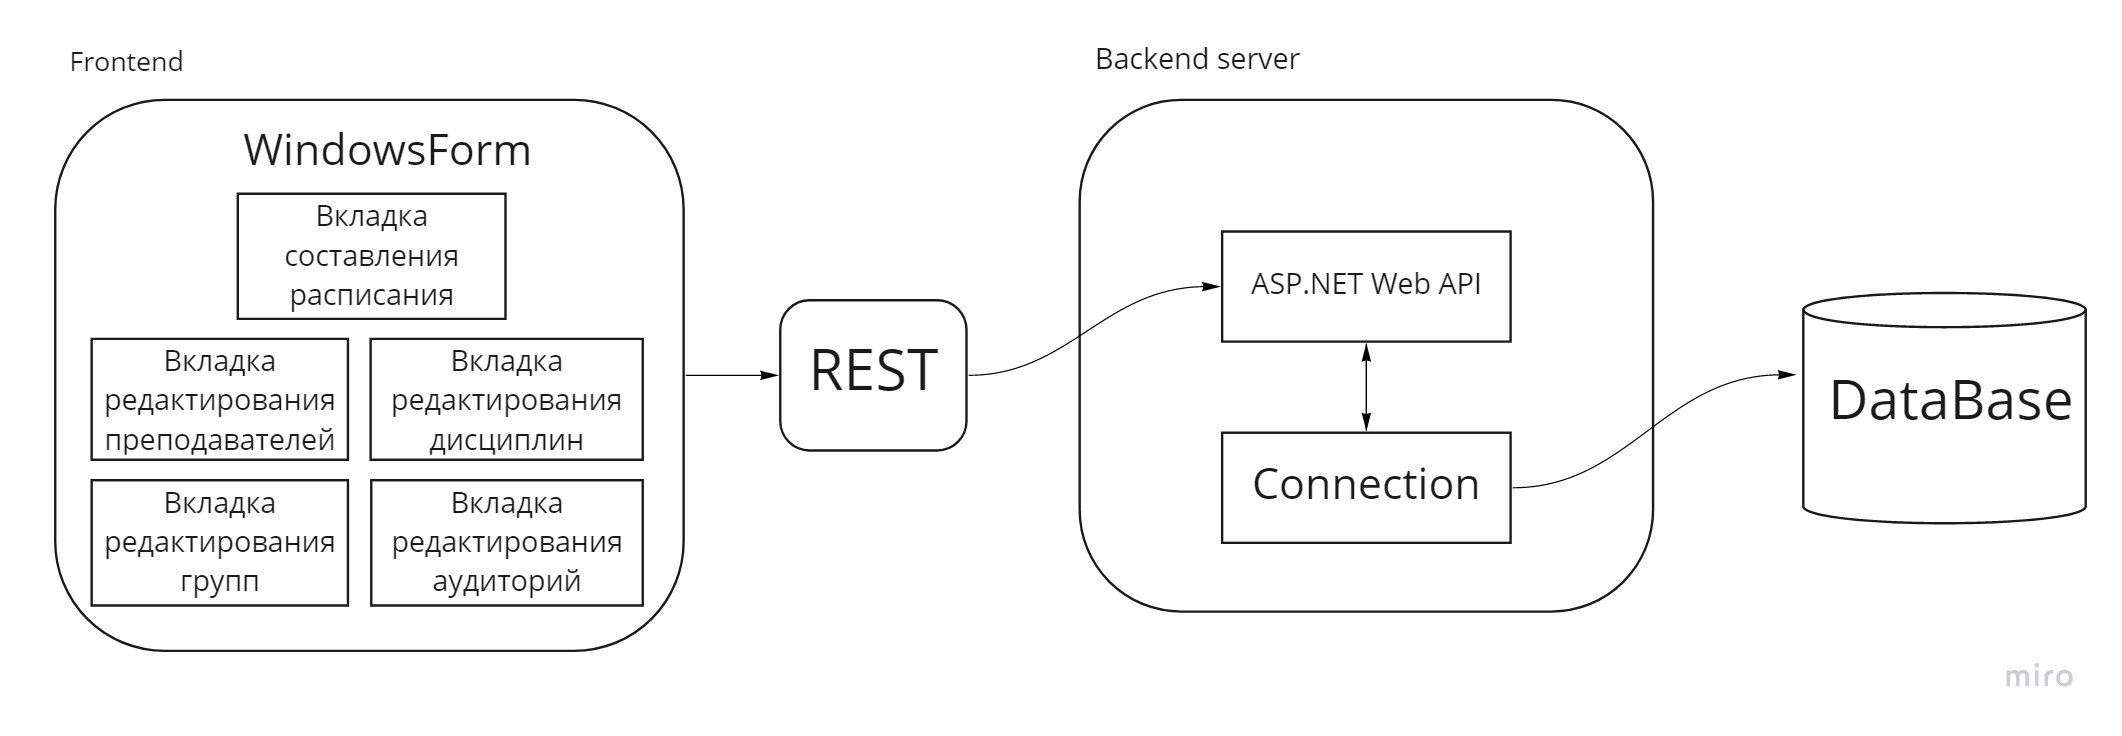 Frontend
WindowsForm
Вкладка
составления
расписания
Вкладка
редактирования
преподавателей
Вкладка
редактирования
дисциплин
Вкладка
редактирования
групп
Вкладка
редактирования
аудиторий
REST
Backend server
ASP.NET Web API
Connection
DataBase
miro